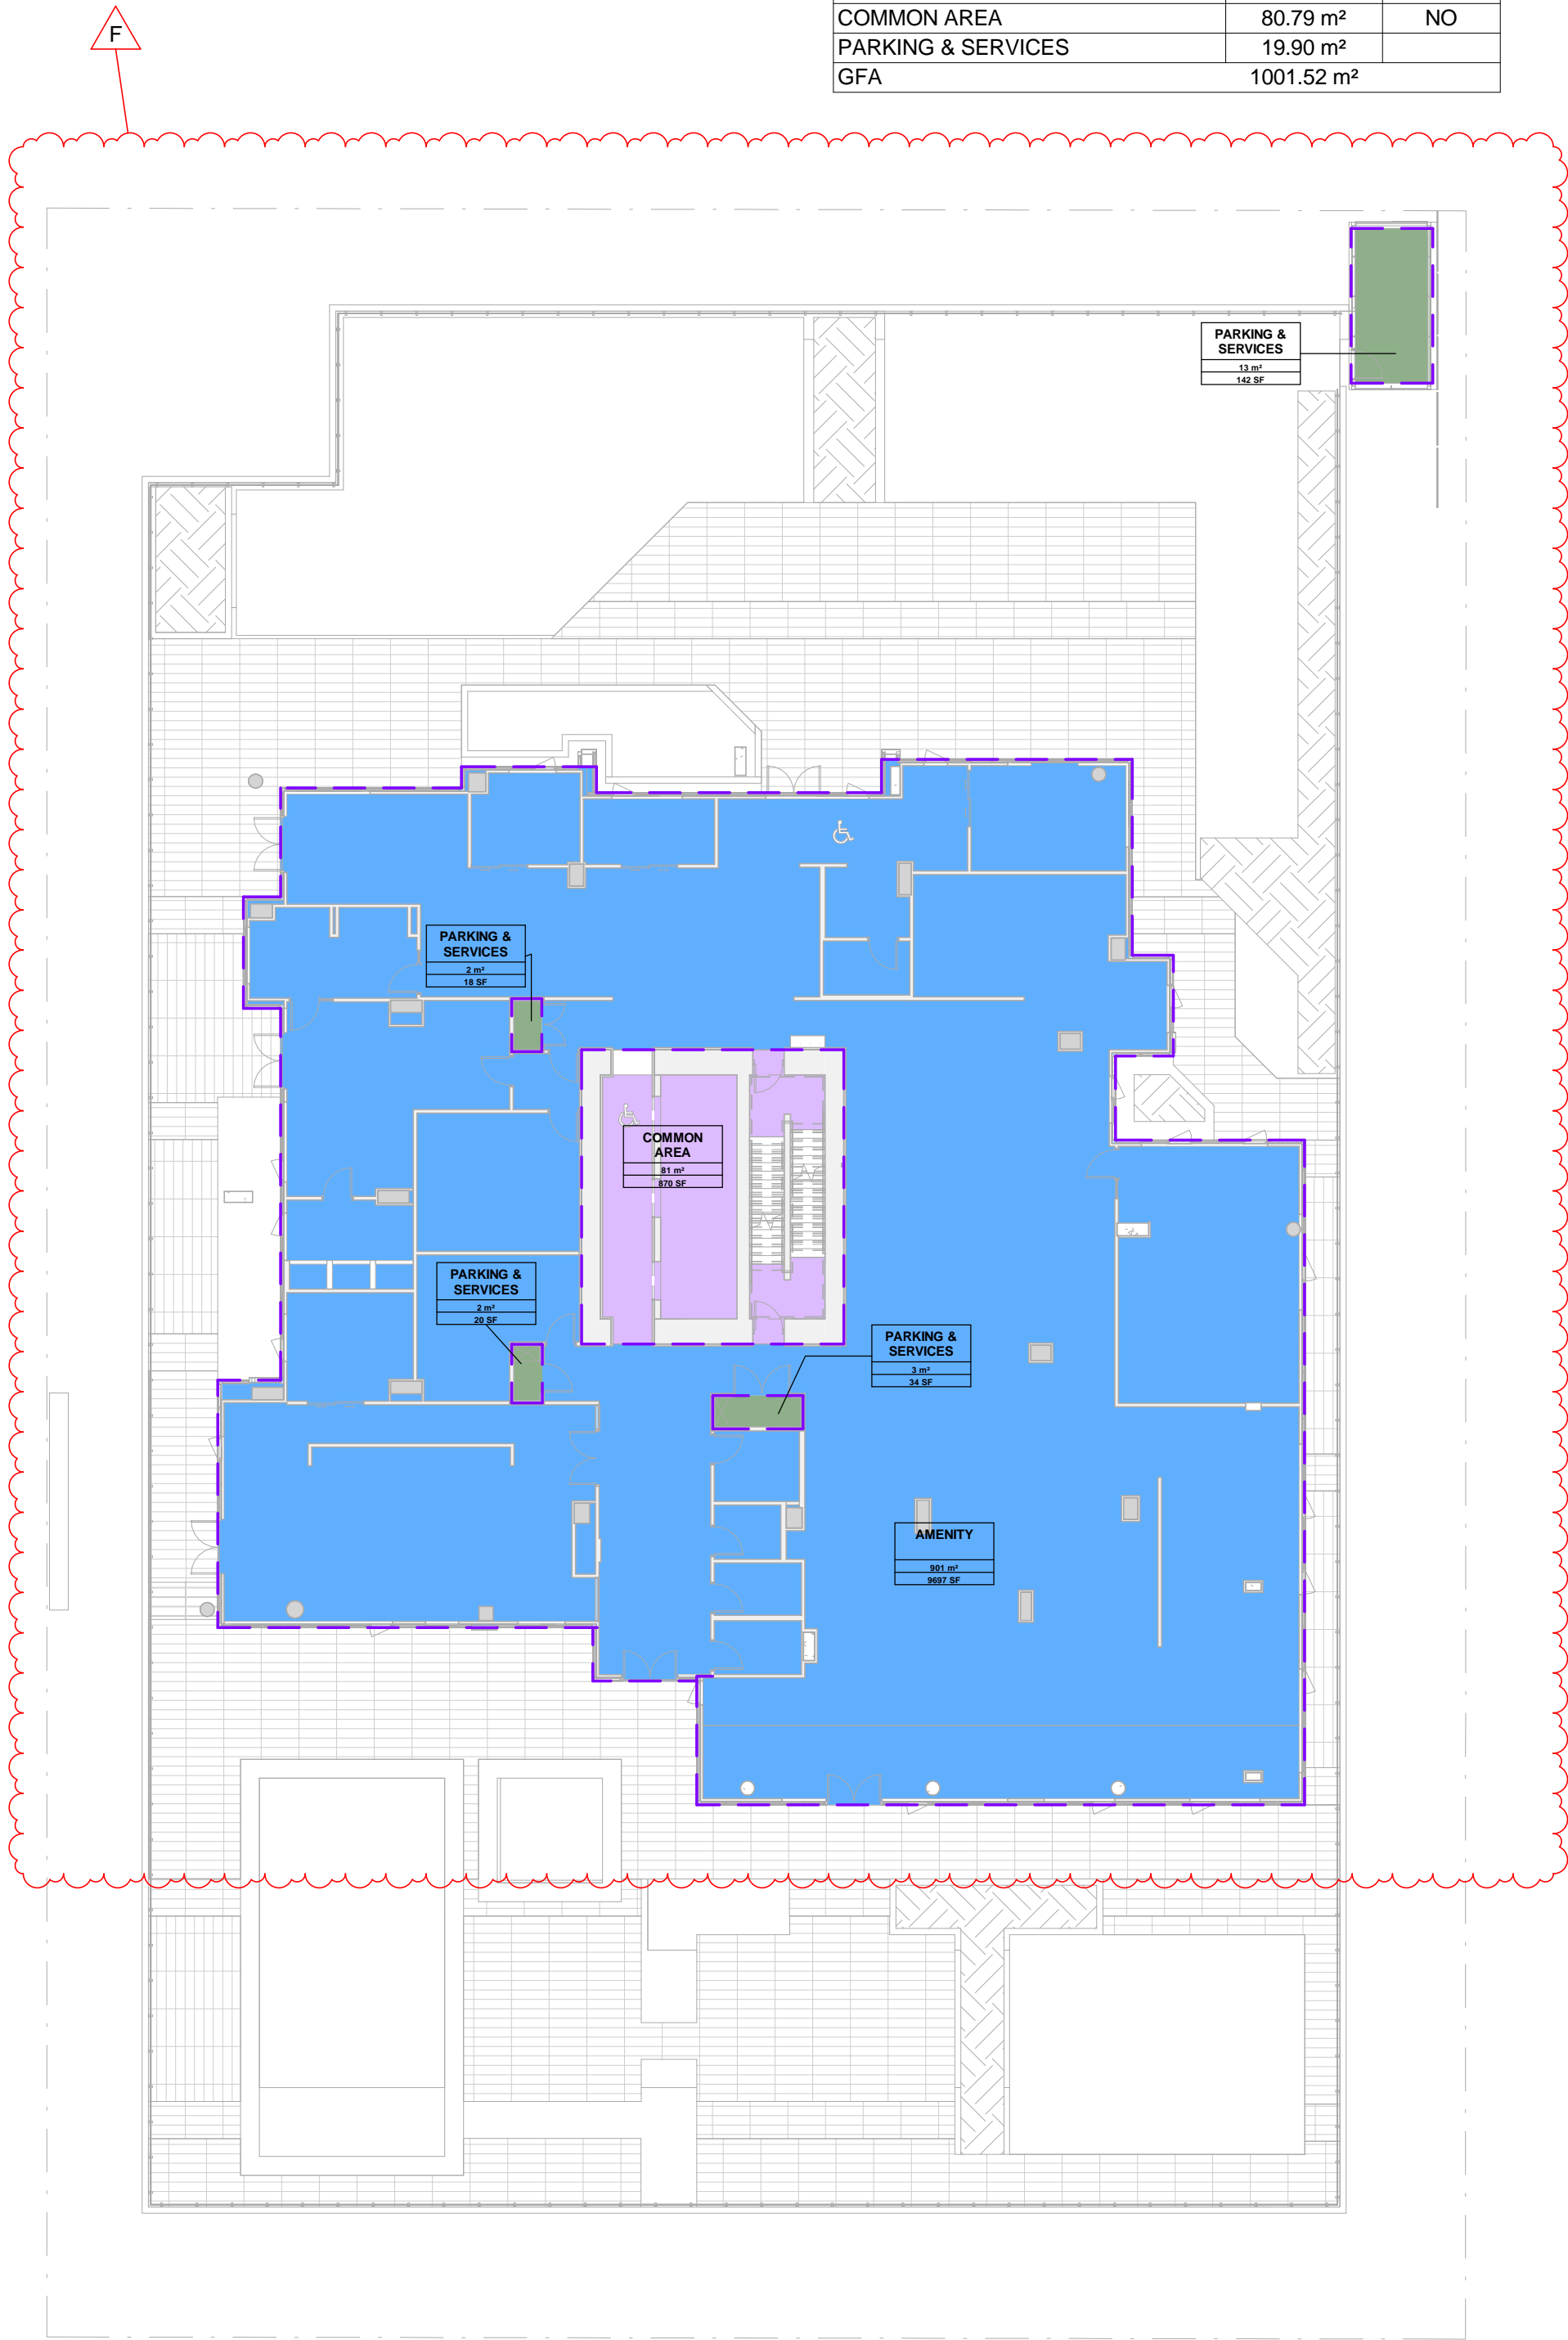 F
COMMON AREA 80.79 m² NO
PARKING & SERVICES 19.90 m²
GFA 1001.52 m²
PARKING &
SERVICES
13 m²
142 SF
PARKING &
SERVICES
2 m²
18 SF
COMMON
AREA
81 m²
870 SF
PARKING &
SERVICES
2 m²
20 SF
PARKING &
SERVICES
3 m²
34 SF
AMENITY
901 m²
9697 SF